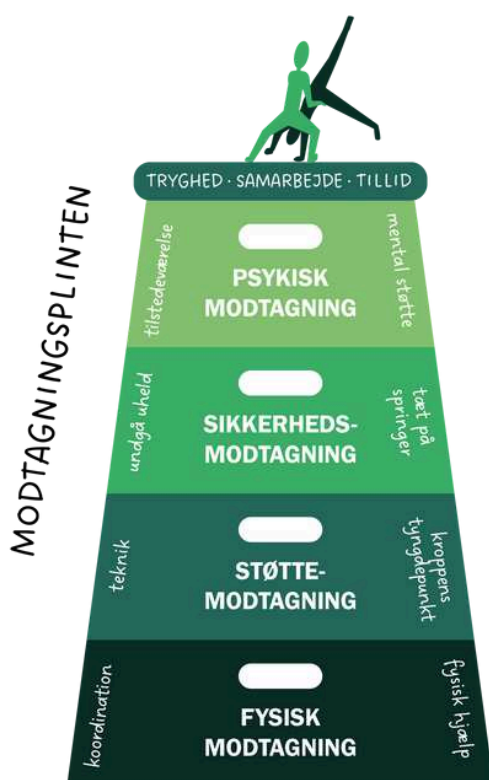 MODTAGNINGSPLINTEN
TRYGHED · SAMARBEJDE · TILLID
tilstedeværelse
PSYKISK
MODTAGNING
mental støtte
undgå uheld
SIKKERHEDS-
MODTAGNING
tæt på
springer
teknik
STØTTE-
MODTAGNING
kroppens
tyngdepunkt
koordination
FYSISK
MODTAGNING
fysisk hjælp